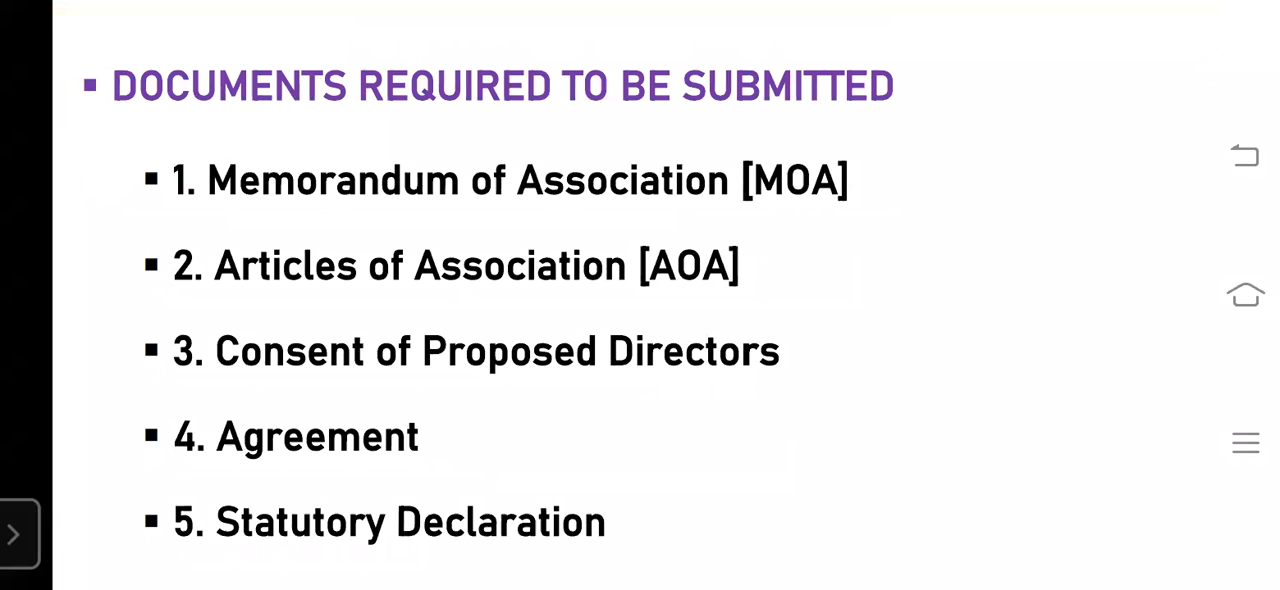 ▪ DOCUMENTS REQUIRED TO BE SUBMITTED
▪ 1. Memorandum of Association [MOA]
▪ 2. Articles of Association [AOA]
▪ 3. Consent of Proposed Directors
▪ 4. Agreement
▪ 5. Statutory Declaration